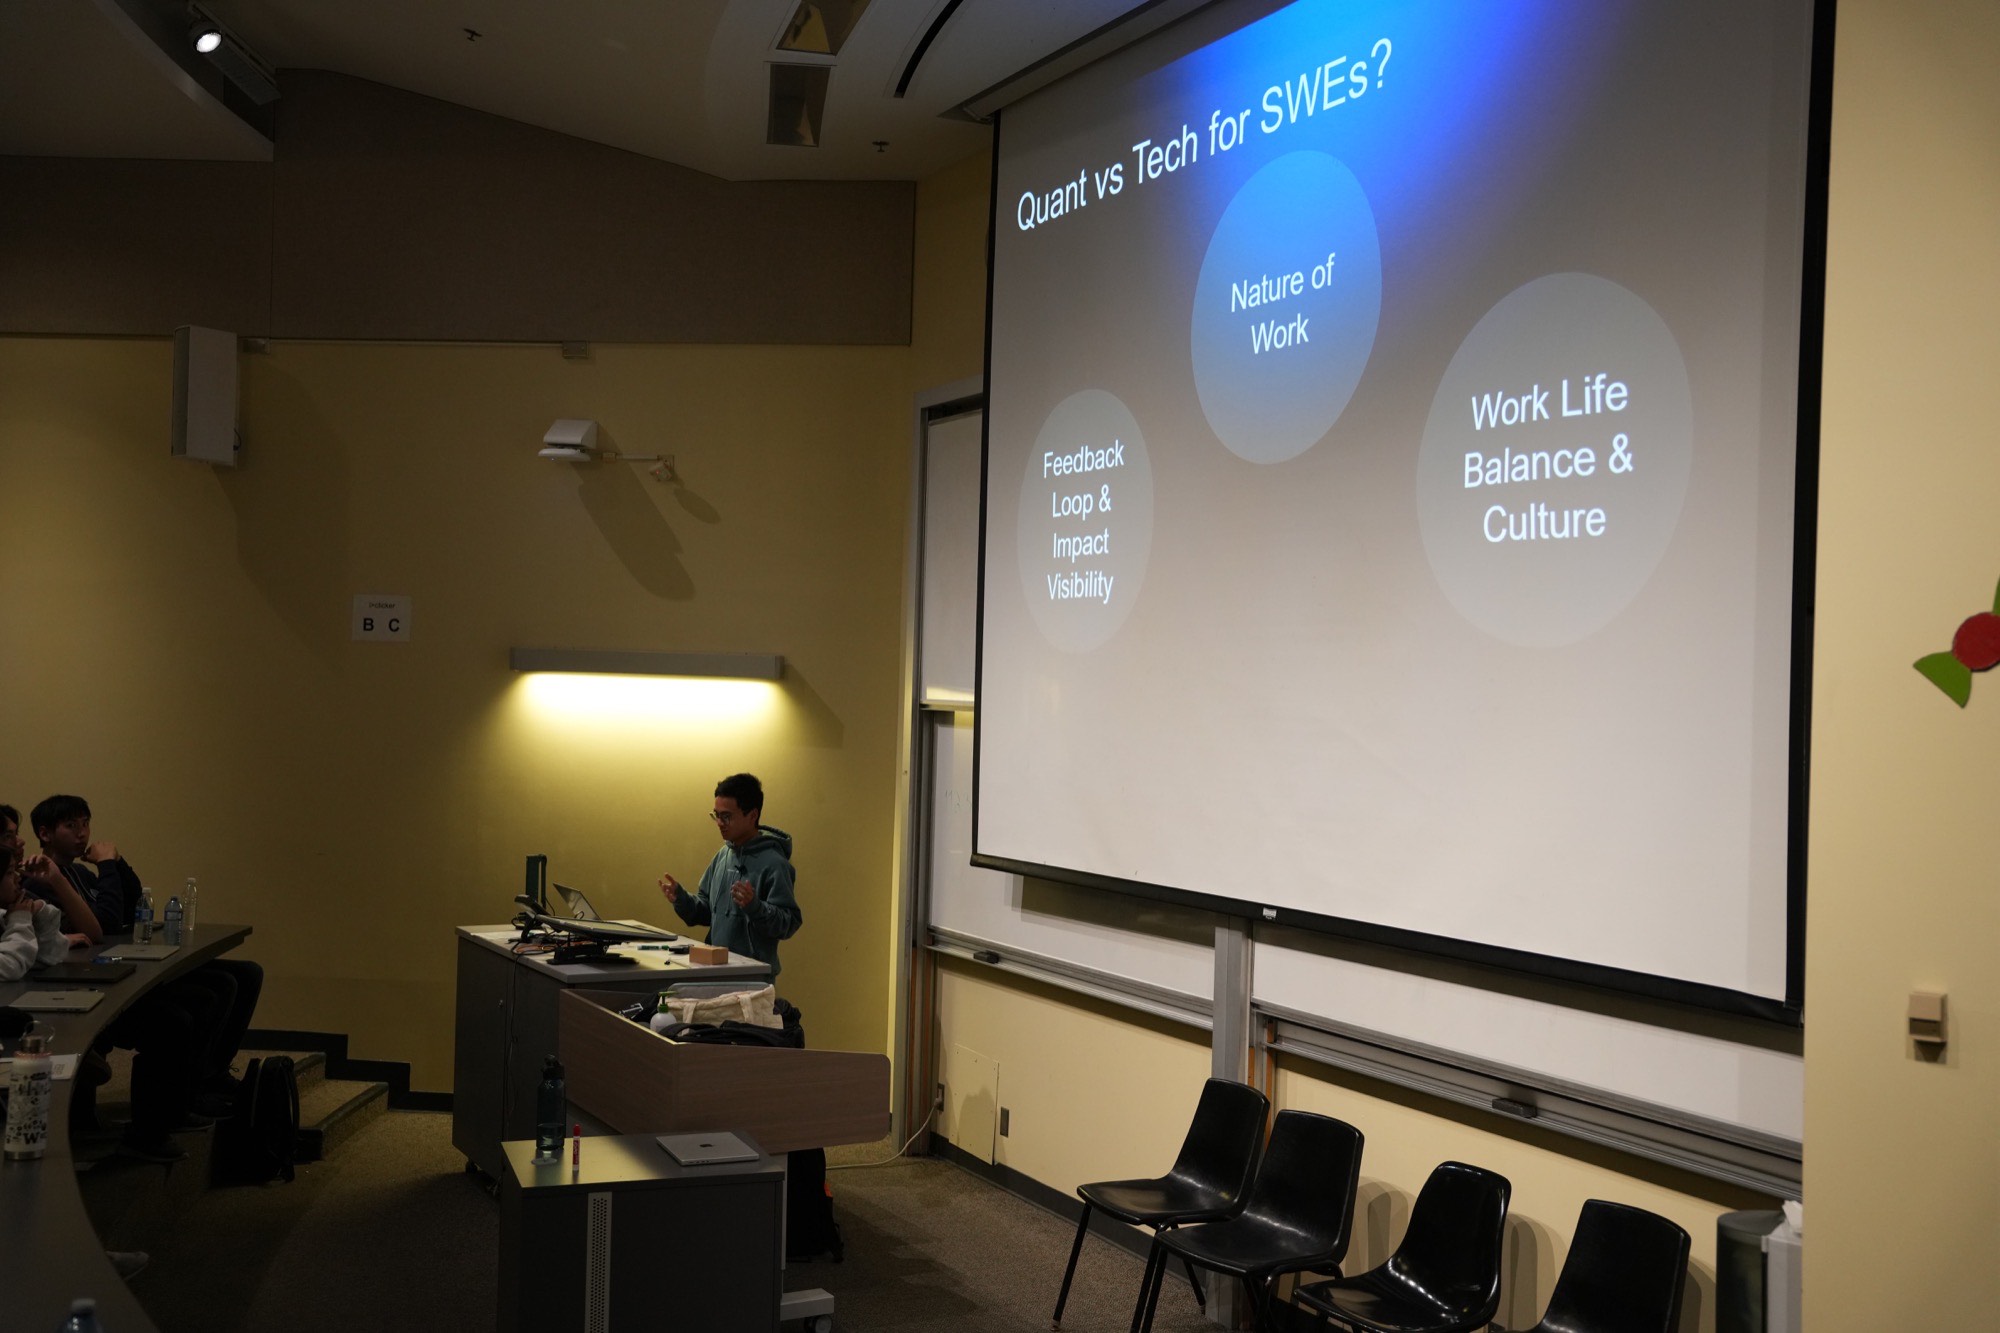 Quant vs Tech for SWEs?
Nature of
Work
Feedback
Loop &
Impact
Visibility
Work Life
Balance &
Culture
B C